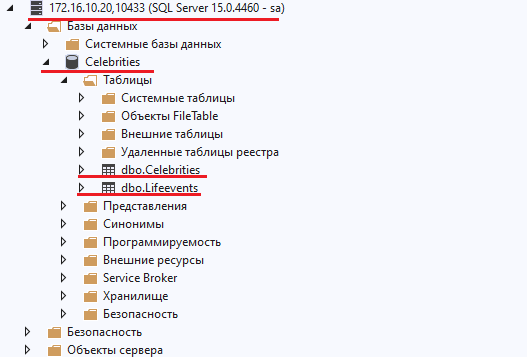 172.16.10.20,10433 (SQL Server 15.0.4460 - sa)
Базы данных
Системные базы данных
Celebrities
Таблицы
Системные таблицы
Объекты FileTable
Внешние таблицы
Удаленные таблицы реестра
dbo.Celebrities
dbo.Lifeevents
Представления
Синонимы
Программируемость
Внешние ресурсы
Service Broker
Хранилище
Безопасность
Безопасность
Объекты сервера